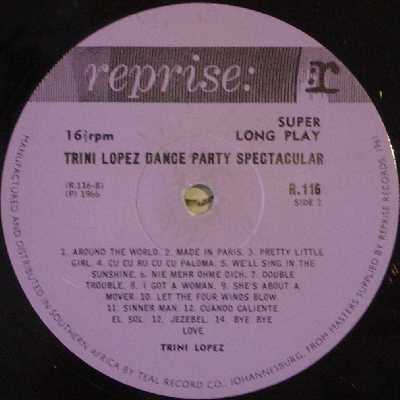 reprise:
:r
SUPER
16⅔rpm LONG PLAY
TRINI LOPEZ DANCE PARTY SPECTACULAR
(R.116-B) R.116
(P) 1966 SIDE 2
1. AROUND THE WORLD. 2. MADE IN PARIS. 3. PRETTY LITTLE
GIRL 4. CU CU RU CU CU PALOMA. 5. WE'LL SING IN THE
SUNSHINE. 6. NIE MEHR OHNE DICH. 7. DOUBLE
TROUBLE. 8. I GOT A WOMAN. 9. SHE'S ABOUT A
MOVER. 10. LET THE FOUR WINDS BLOW.
11. SINNER MAN. 12. CUANDO CALIENTE
EL SOL. 12. JEZEBEL. 14. BYE BYE
LOVE
TRINI LOPEZ
MANUFACTURED AND DISTRIBUTED IN SOUTHERN AFRICA BY TEAL RECORD CO., JOHANNESBURG, FROM MASTERS SUPPLIED BY REPRISE RECORDS,